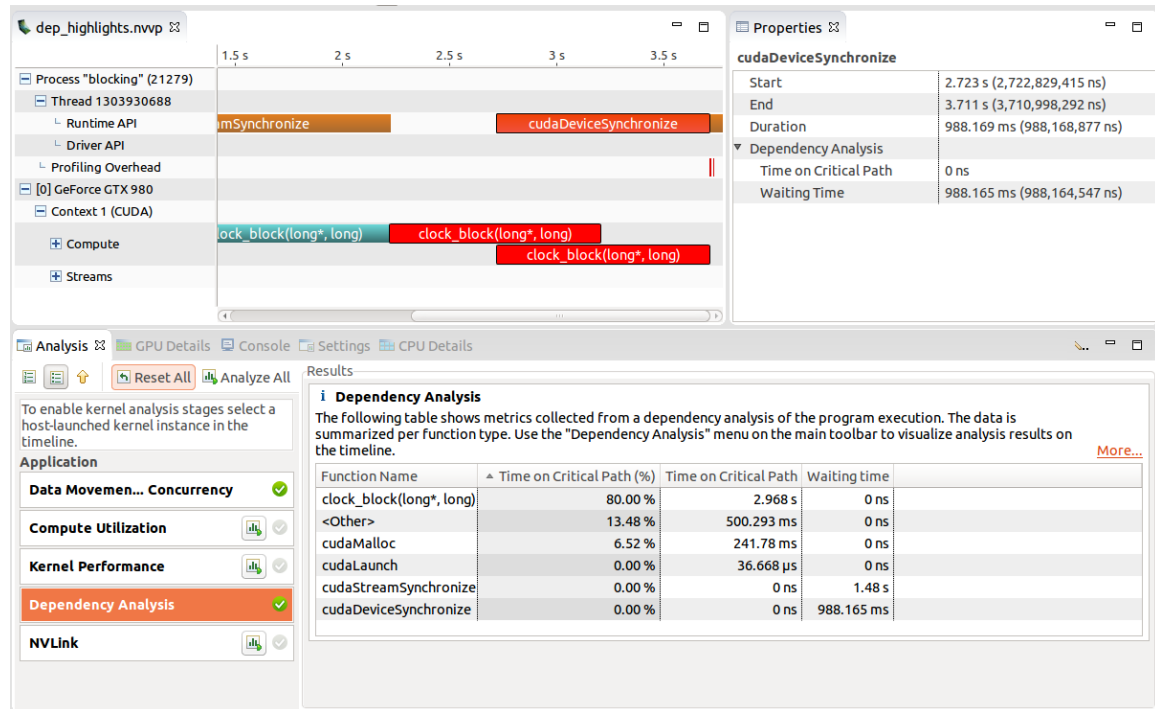 dep_highlights.nvvp
1.5 s 2 s 2.5 s 3 s 3.5 s
Process "blocking" (21279)
Thread 1303930688
Runtime API
mSynchronize cudaDeviceSynchronize
Driver API
Profiling Overhead
[0] GeForce GTX 980
Context 1 (CUDA)
Compute
ock_block(long*, long) clock_block(long*, long)
clock_block(long*, long)
Streams
Properties
cudaDeviceSynchronize
Start 2.723 s (2,722,829,415 ns)
End 3.711 s (3,710,998,292 ns)
Duration 988.169 ms (988,168,877 ns)
Dependency Analysis
Time on Critical Path 0 ns
Waiting Time 988.165 ms (988,164,547 ns)
Analysis GPU Details Console Settings CPU Details
Reset All Analyze All
To enable kernel analysis stages select a
host-launched kernel instance in the
timeline.
Application
Data Movemen... Concurrency
Compute Utilization
Kernel Performance
Dependency Analysis
NVLink
Results
i Dependency Analysis
The following table shows metrics collected from a dependency analysis of the program execution. The data is
summarized per function type. Use the "Dependency Analysis" menu on the main toolbar to visualize analysis results on
the timeline.
More...
Function Name Time on Critical Path (%) Time on Critical Path Waiting time
clock_block(long*, long) 80.00 % 2.968 s 0 ns
<Other> 13.48 % 500.293 ms 0 ns
cudaMalloc 6.52 % 241.78 ms 0 ns
cudaLaunch 0.00 % 36.668 µs 0 ns
cudaStreamSynchronize 0.00 % 0 ns 1.48 s
cudaDeviceSynchronize 0.00 % 0 ns 988.165 ms